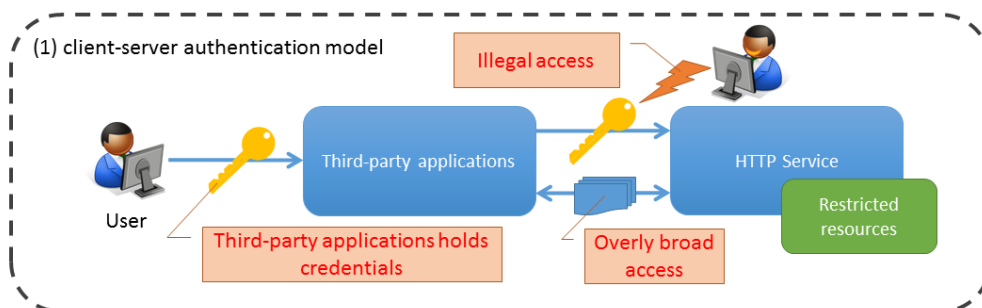 (1) client-server authentication model
Illegal access
Third-party applications
HTTP Service
User
Restricted
resources
Third-party applications holds
credentials
Overly broad
access